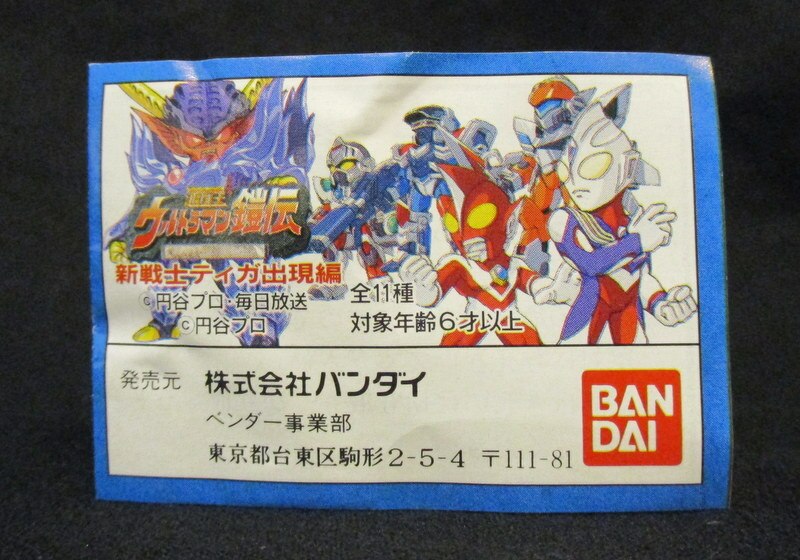 超闘士
ウルトラマン鎧伝
新戦士ティガ出現編
©円谷プロ・毎日放送
©円谷プロ
全11種
対象年齢6才以上
発売元 株式会社バンダイ
ベンダー事業部
東京都台東区駒形2-5-4 〒111-81
BAN
DAI